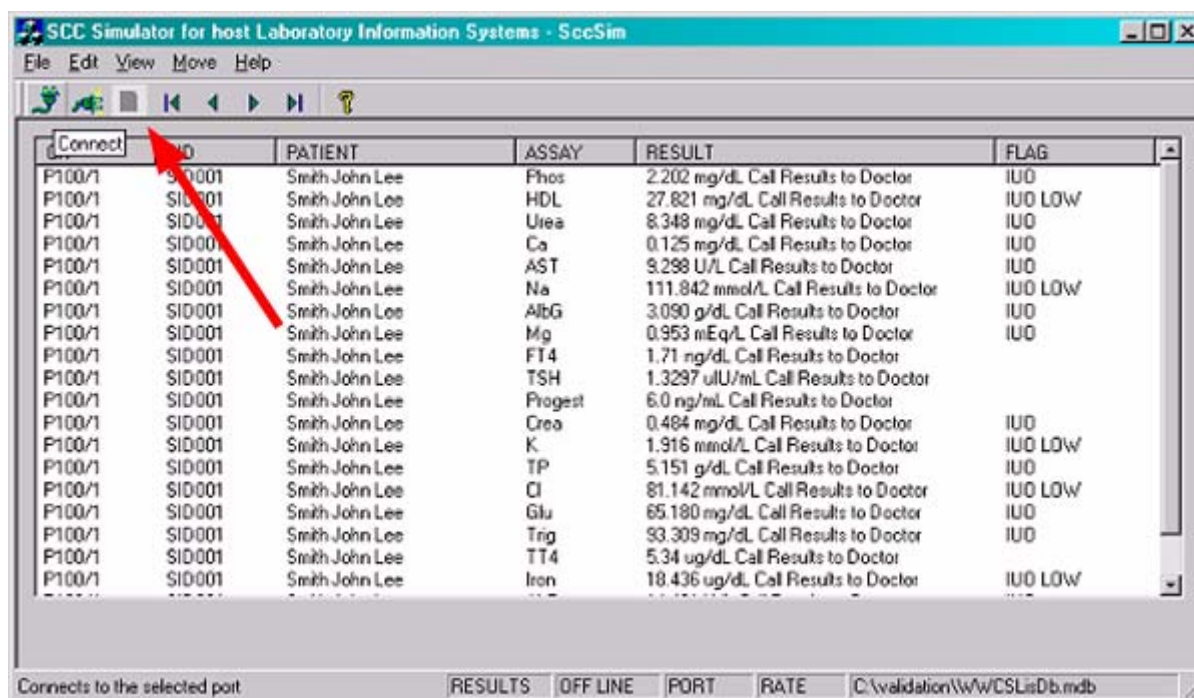 SCC Simulator for host Laboratory Information Systems - SccSim
File Edit View Move Help
Connect
PATIENT ASSAY RESULT FLAG
P100/1 SID001 Smith John Lee Phos 2.202 mg/dL Call Results to Doctor IUO
P100/1 SID001 Smith John Lee HDL 27.821 mg/dL Call Results to Doctor IUO LOW
P100/1 SID001 Smith John Lee Urea 8.348 mg/dL Call Results to Doctor IUO
P100/1 SID001 Smith John Lee Ca 0.125 mg/dL Call Results to Doctor IUO
P100/1 SID001 Smith John Lee AST 9.298 U/L Call Results to Doctor IUO
P100/1 SID001 Smith John Lee Na 111.842 mmol/L Call Results to Doctor IUO LOW
P100/1 SID001 Smith John Lee AlbG 3.090 g/dL Call Results to Doctor IUO
P100/1 SID001 Smith John Lee Mg 0.953 mEq/L Call Results to Doctor IUO
P100/1 SID001 Smith John Lee FT4 1.71 ng/dL Call Results to Doctor
P100/1 SID001 Smith John Lee TSH 1.3297 uIU/mL Call Results to Doctor
P100/1 SID001 Smith John Lee Progest 6.0 ng/mL Call Results to Doctor
P100/1 SID001 Smith John Lee Crea 0.484 mg/dL Call Results to Doctor IUO
P100/1 SID001 Smith John Lee K 1.916 mmol/L Call Results to Doctor IUO LOW
P100/1 SID001 Smith John Lee TP 5.151 g/dL Call Results to Doctor IUO
P100/1 SID001 Smith John Lee Cl 81.142 mmol/L Call Results to Doctor IUO LOW
P100/1 SID001 Smith John Lee Glu 65.180 mg/dL Call Results to Doctor IUO
P100/1 SID001 Smith John Lee Trig 93.309 mg/dL Call Results to Doctor IUO
P100/1 SID001 Smith John Lee TT4 5.34 ug/dL Call Results to Doctor
P100/1 SID001 Smith John Lee Iron 18.436 ug/dL Call Results to Doctor IUO LOW
Connects to the selected port RESULTS OFF LINE PORT RATE C:\validation\WWCSLisDb.mdb